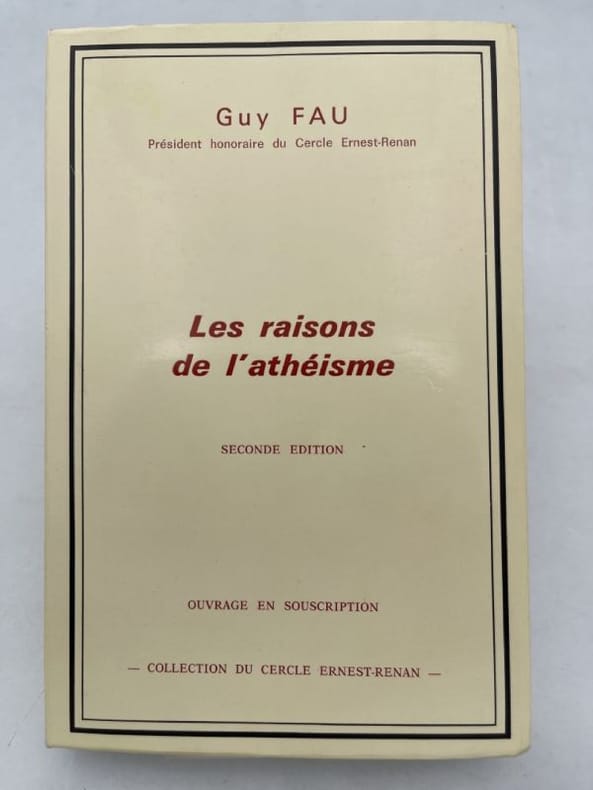 Guy FAU
Président honoraire du Cercle Ernest-Renan
Les raisons
de l'athéisme
SECONDE EDITION
OUVRAGE EN SOUSCRIPTION
— COLLECTION DU CERCLE ERNEST-RENAN —